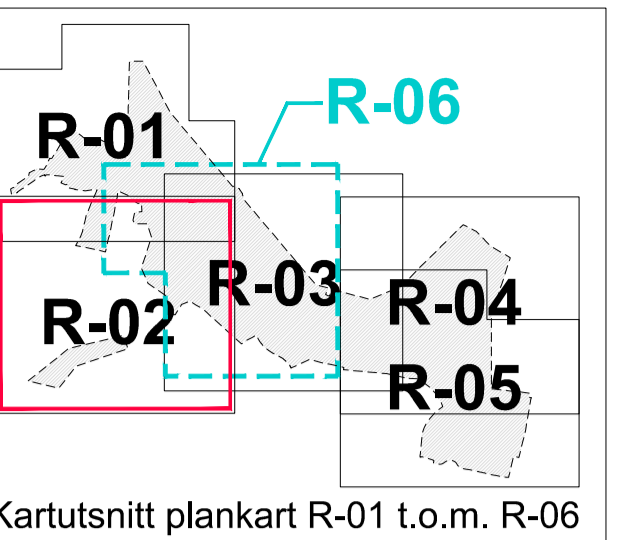 R-06
R-01
R-03
R-04
R-02
R-05
Kartutsnitt plankart R-01 t.o.m. R-06